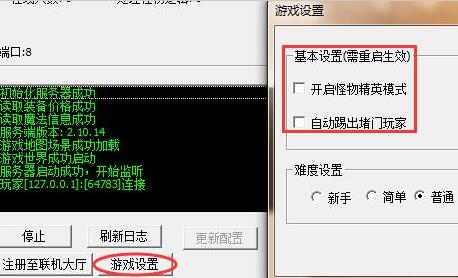 端口:8
初始化服务器成功
读取装备价格成功
读取魔法信息成功
服务端版本: 2.10.14
游戏地图场景成功加载
游戏世界成功启动
服务器启动成功，开始监听
玩家[127.0.0.1]:[64783]连接
停止
刷新日志
更新配置
注册至联机大厅
游戏设置
游戏设置
基本设置(需重启生效)
开启怪物精英模式
自动踢出堵门玩家
难度设置
新手
简单
普通